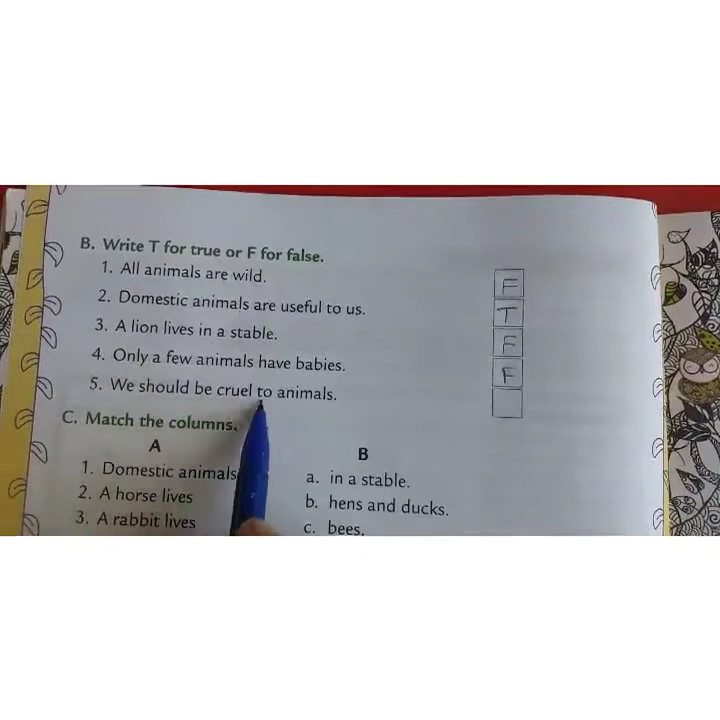 B. Write T for true or F for false.
1. All animals are wild. F
2. Domestic animals are useful to us. T
3. A lion lives in a stable. F
4. Only a few animals have babies. F
5. We should be cruel to animals.
C. Match the columns.
A B
1. Domestic animals a. in a stable.
2. A horse lives b. hens and ducks.
3. A rabbit lives c. bees.